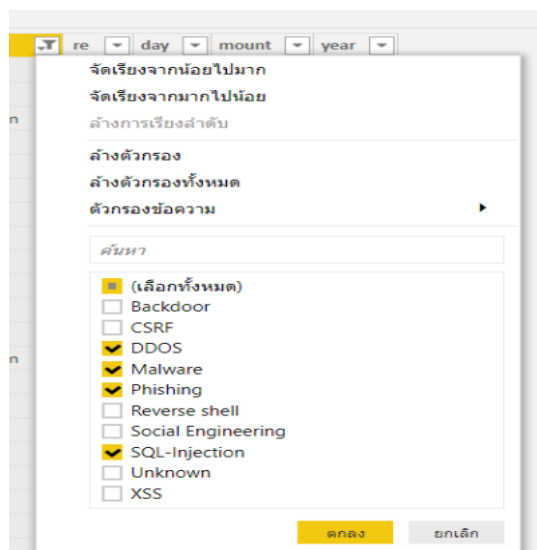 re day mount year
จัดเรียงจากน้อยไปมาก
จัดเรียงจากมากไปน้อย
n
ล้างการเรียงลำดับ
ล้างตัวกรอง
ล้างตัวกรองทั้งหมด
ตัวกรองข้อความ
ค้นหา
(เลือกทั้งหมด)
Backdoor
CSRF
DDOS
n
Malware
Phishing
Reverse shell
Social Engineering
SQL-Injection
Unknown
XSS
ตกลง ยกเลิก